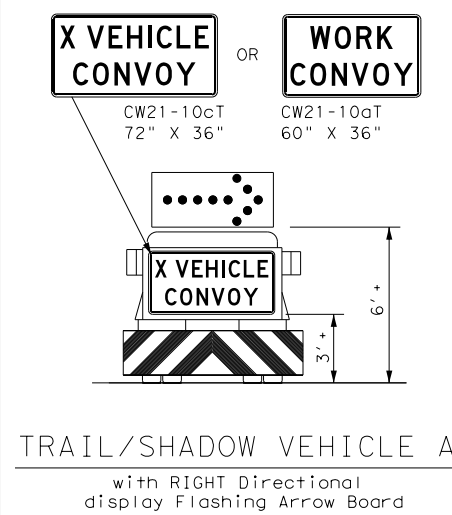 X VEHICLE
CONVOY
OR
WORK
CONVOY
CW21-10cT
72" X 36"
CW21-10aT
60" X 36"
X VEHICLE
CONVOY
6' +
3' +
TRAIL/SHADOW VEHICLE A
with RIGHT Directional
display Flashing Arrow Board